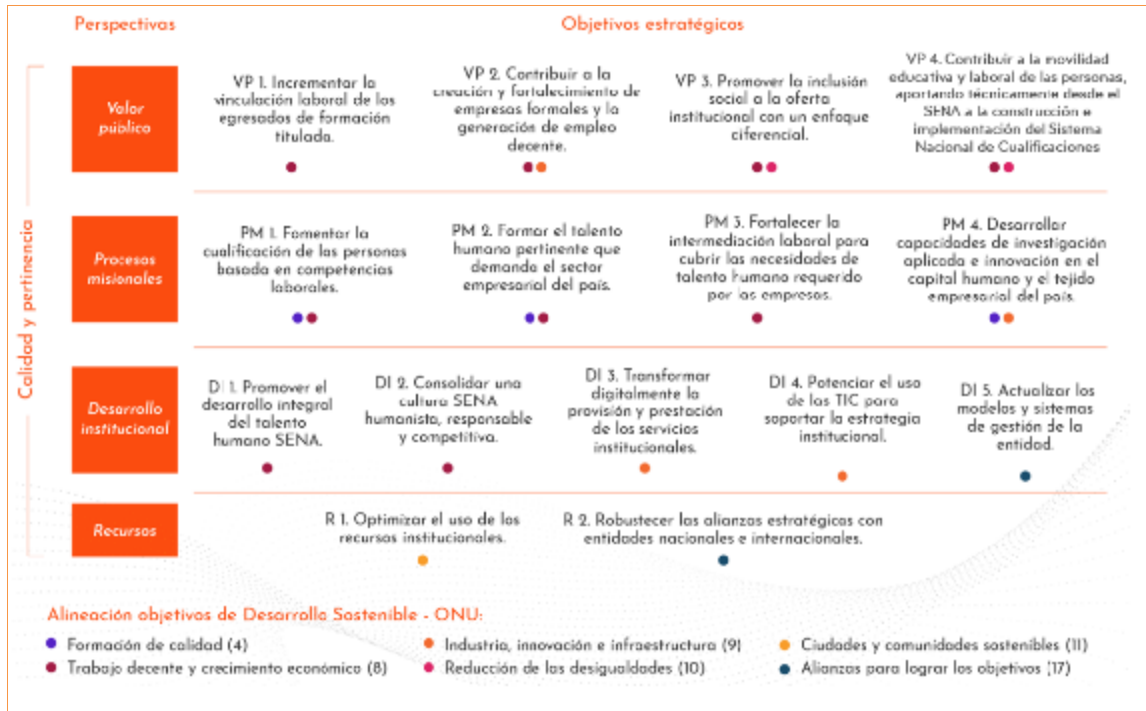 Perspectivas
Objetivos estratégicos
Calidad y pertinencia
Valor
público
VP 1. Incrementar la
vinculación laboral de los
egresados de formación
titulada.
VP 2. Contribuir a la
creación y fortalecimiento
de empresas formales y la
generación de empleo
decente.
VP 3. Promover la inclusión
social a la oferta
institucional con un enfoque
diferencial.
VP 4. Contribuir a la movilidad
educativa y laboral de las personas,
aportando técnicamente desde el
SENA a la construcción e
implementación del Sistema
Nacional de Cualificaciones
Procesos
misionales
PM 1. Fomentar la
cualificación de las personas
basada en competencias
laborales.
PM 2. Formar el talento
humano pertinente que
demanda el sector
empresarial del país.
PM 3. Fortalecer la
intermediación laboral para
cubrir las necesidades de
talento humano requerido
por las empresas.
PM 4. Desarrollar
capacidades de investigación
aplicada e innovación en el
capital humano y el tejido
empresarial del país.
Desarrollo
institucional
DI 1. Promover el
desarrollo integral
del talento
humano SENA.
DI 2. Consolidar una
cultura SENA
humanista, responsable
y competitiva.
DI 3. Transformar
digitalmente la
provisión y prestación
de los servicios
institucionales.
DI 4. Potenciar el uso
de las TIC para
soportar la estrategia
institucional.
DI 5. Actualizar los
modelos y sistemas
de gestión de la
entidad.
Recursos
R 1. Optimizar el uso de los
recursos institucionales.
R 2. Robustecer las alianzas estratégicas con
entidades nacionales e internacionales.
Alineación objetivos de Desarrollo Sostenible - ONU:
Formación de calidad (4)
Industria, innovación e infraestructura (9)
Ciudades y comunidades sostenibles (11)
Trabajo decente y crecimiento económico (8)
Reducción de las desigualdades (10)
Alianzas para lograr los objetivos (17)